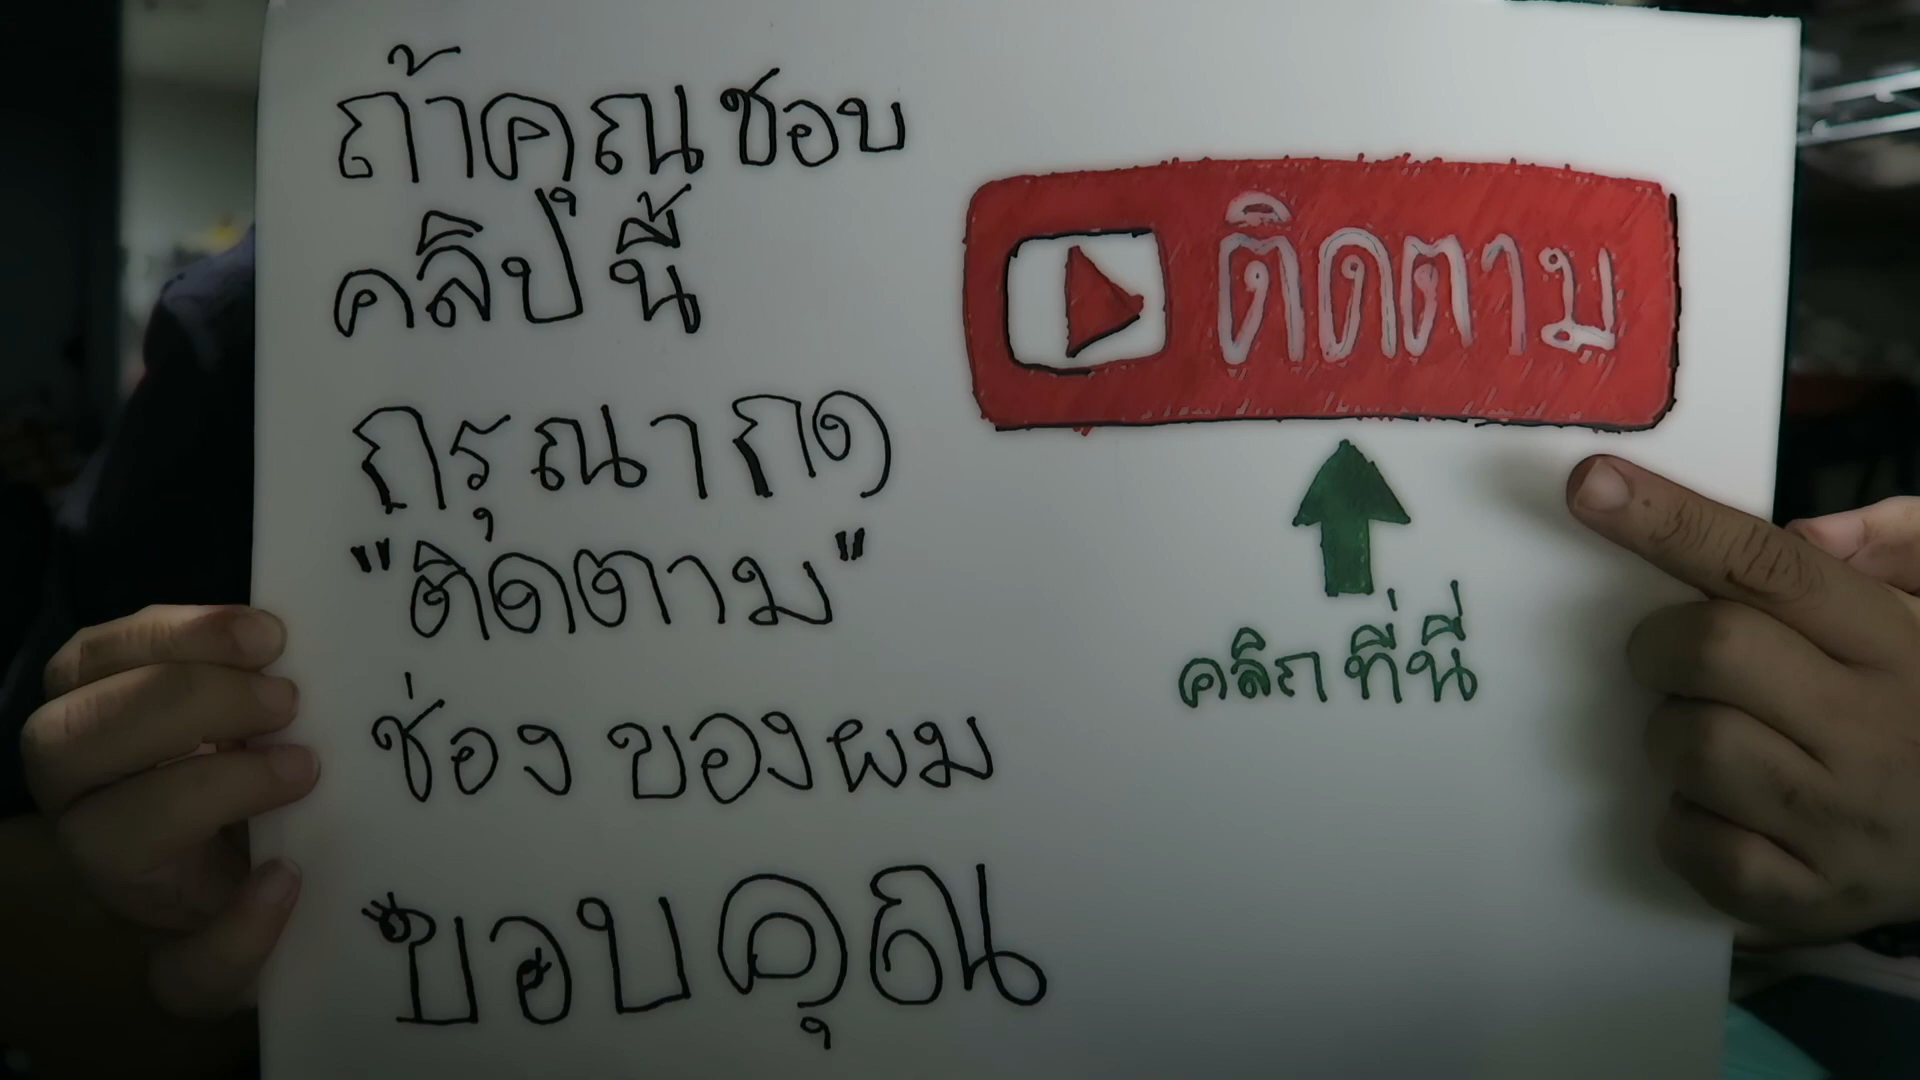 ถ้าคุณชอบ
คลิปนี้
กรุณากด
"ติดตาม"
ช่องของผม
ขอบคุณ
ติดตาม
คลิกที่นี่